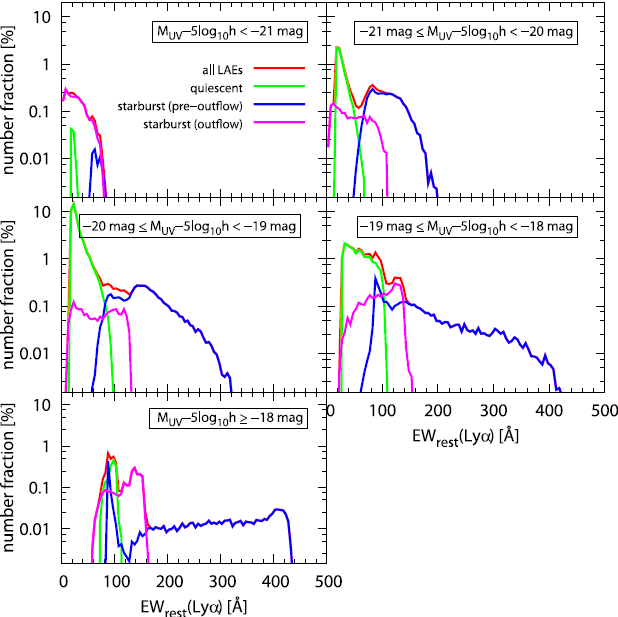 M_UV−5log₁₀h < −21 mag
−21 mag ≤ M_UV−5log₁₀h < −20 mag
all LAEs
quiescent
starburst (pre−outflow)
starburst (outflow)
number fraction [%]
10
1
0.1
0.01
−20 mag ≤ M_UV−5log₁₀h < −19 mag
−19 mag ≤ M_UV−5log₁₀h < −18 mag
number fraction [%]
10
1
0.1
0.01
0 100 200 300 400 500
EW_rest(Lyα) [Å]
M_UV−5log₁₀h ≥ −18 mag
number fraction [%]
10
1
0.1
0.01
0 100 200 300 400 500
EW_rest(Lyα) [Å]